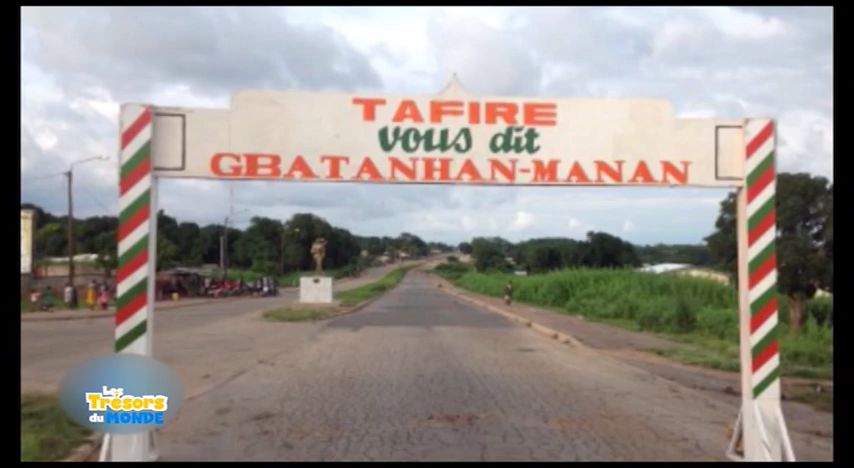 TAFIRE
vous dit
GBATANHAN-MANAN
Les
Trésors
du MONDE